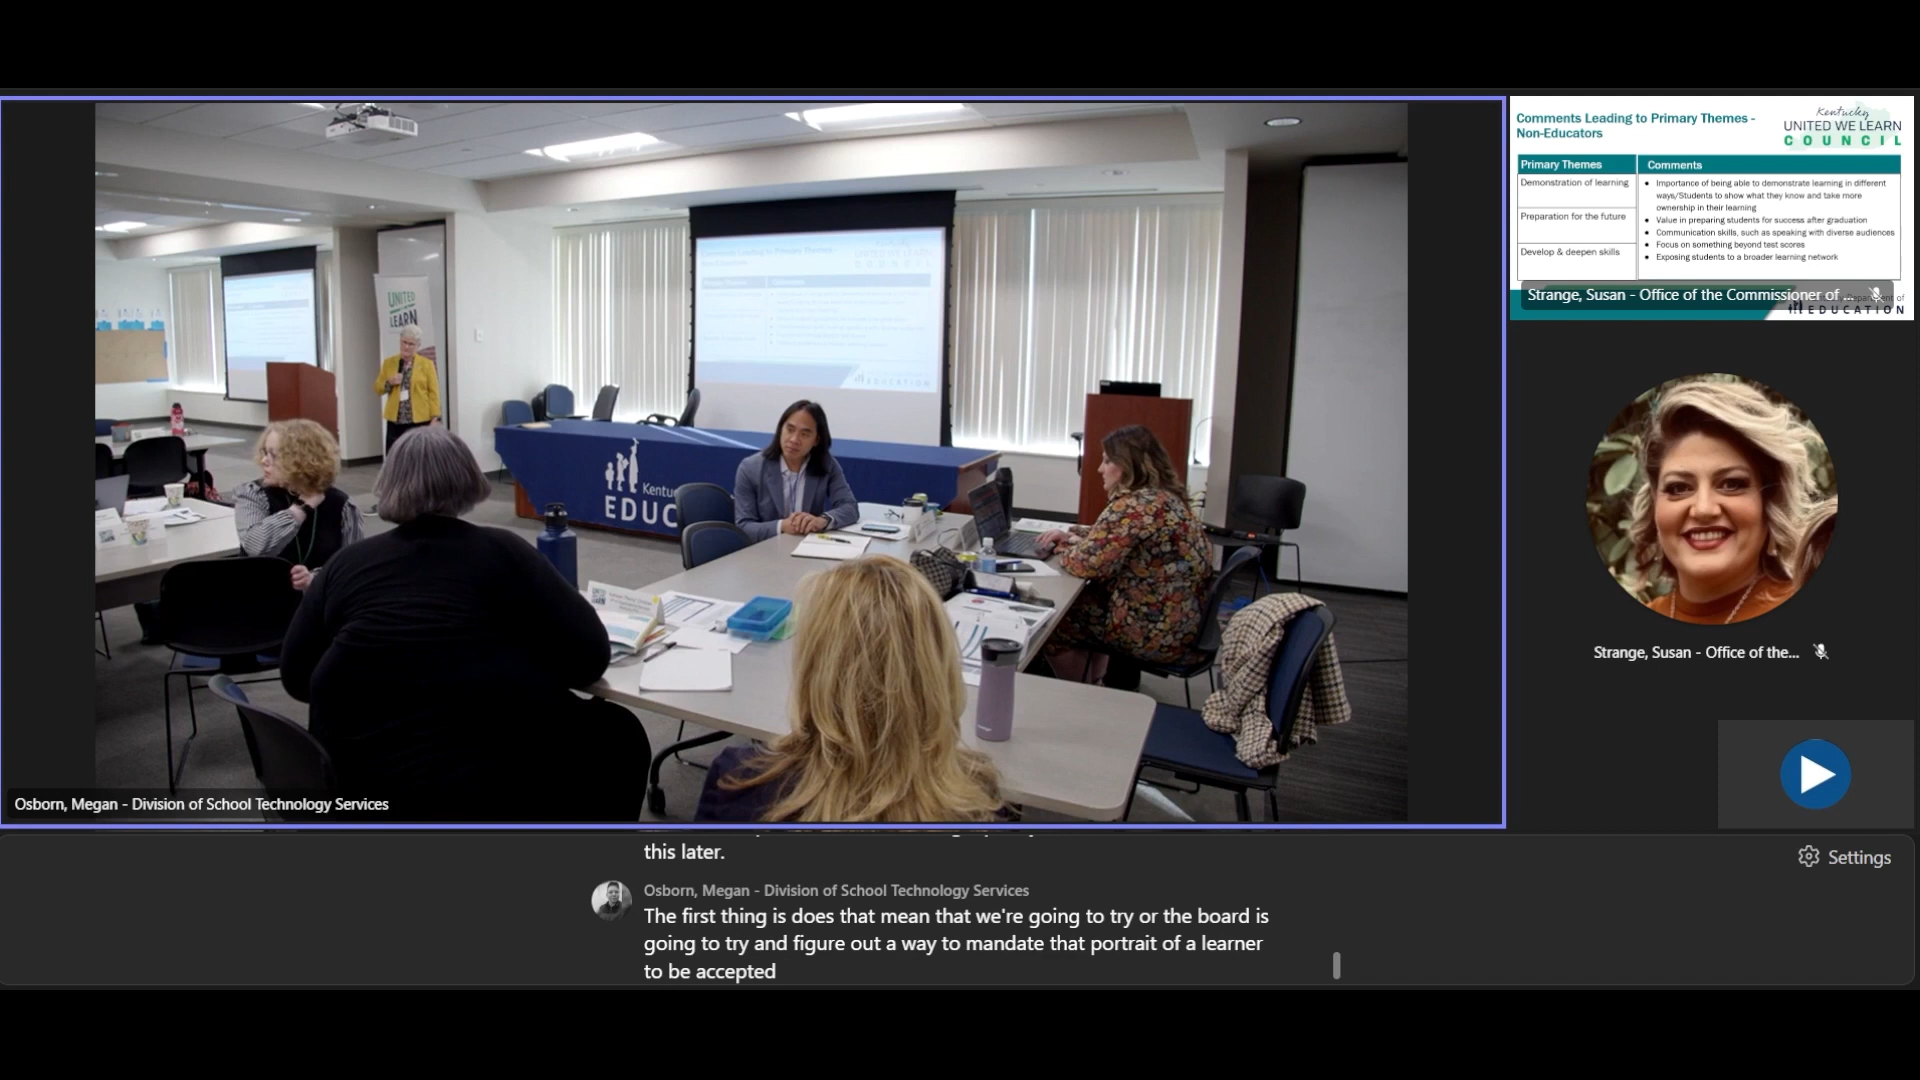 UNITED
LEARN
Kentu
EDUC
EDUCATION
Osborn, Megan - Division of School Technology Services
Comments Leading to Primary Themes -
Non-Educators
Kentucky
UNITED WE LEARN
COUNCIL
Primary Themes
Comments
Demonstration of learning
Preparation for the future
Develop & deepen skills
• Importance of being able to demonstrate learning in different
ways/Students to show what they know and take more
ownership in their learning
• Value in preparing students for success after graduation
• Communication skills, such as speaking with diverse audiences
• Focus on something beyond test scores
• Exposing students to a broader learning network
Strange, Susan - Office of the Commissioner of ...
EDUCATION
Strange, Susan - Office of the...
this later.
Settings
Osborn, Megan - Division of School Technology Services
The first thing is does that mean that we're going to try or the board is
going to try and figure out a way to mandate that portrait of a learner
to be accepted